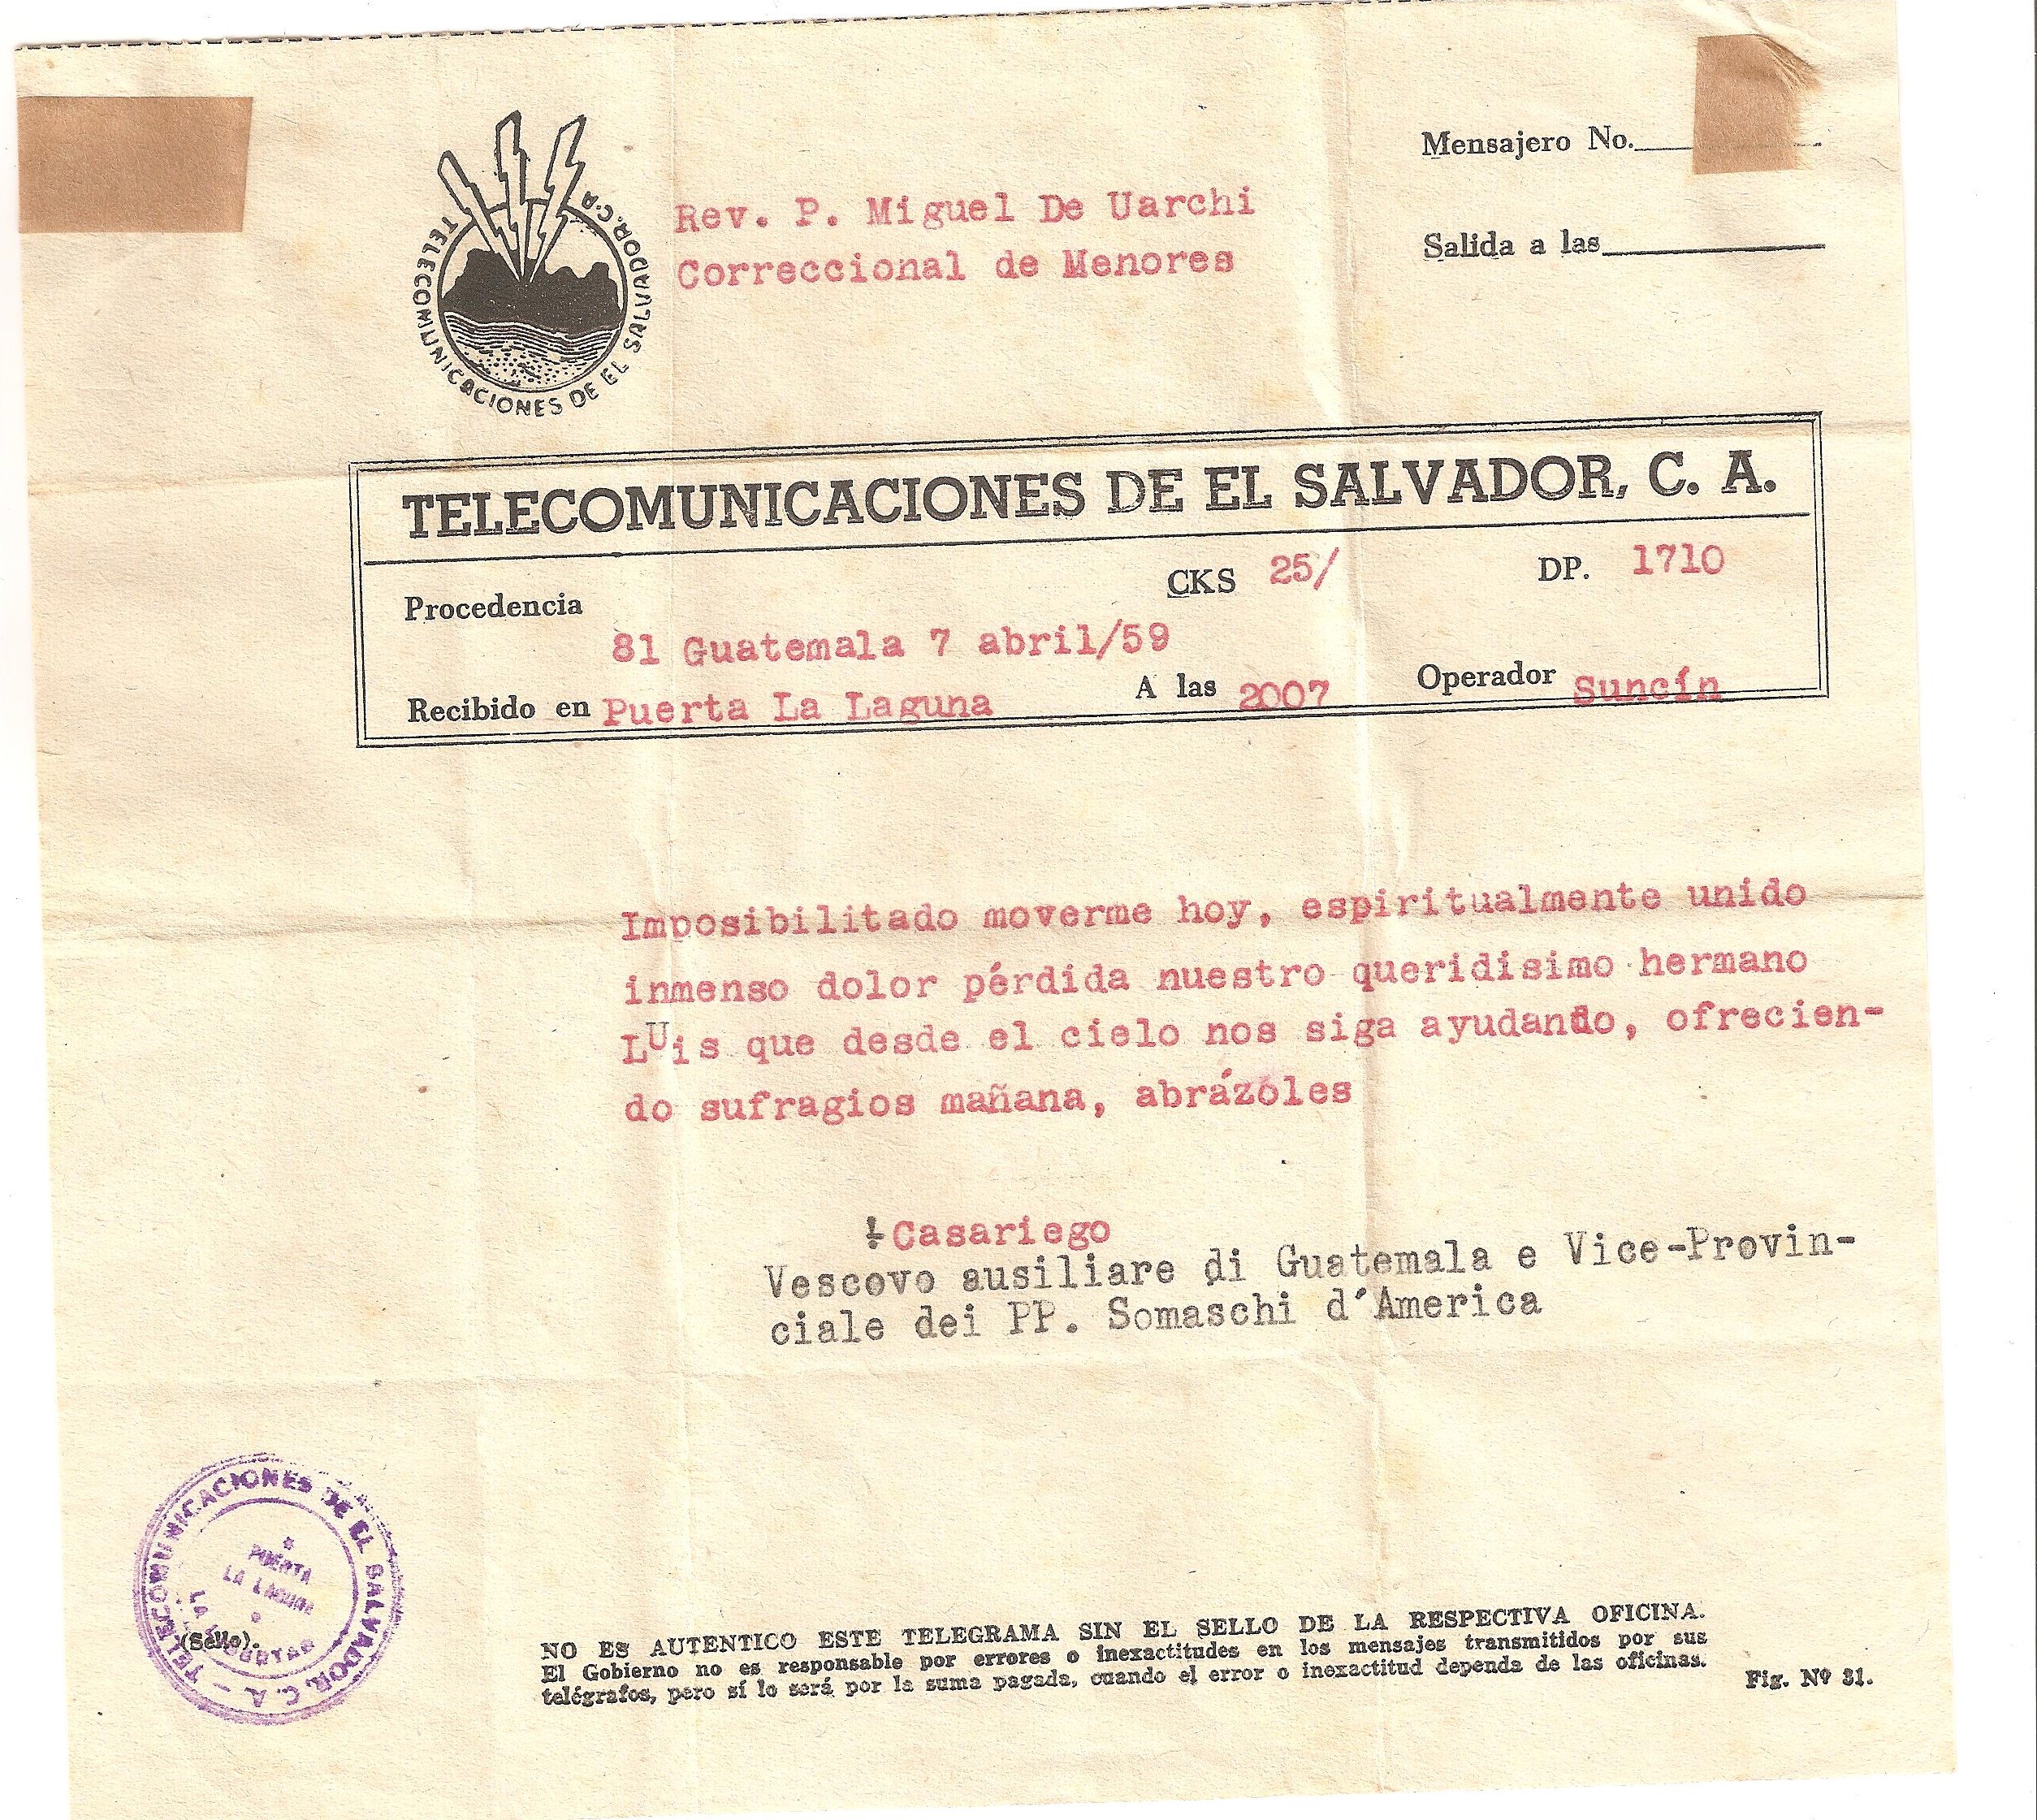 TELECOMUNICACIONES DE EL SALVADOR, C.A.
Mensajero No.
Rev. P. Miguel De Uarchi
Correccional de Menores
Salida a las
TELECOMUNICACIONES DE EL SALVADOR, C. A.
CKS 25/ DP. 1710
Procedencia
81 Guatemala 7 abril/59
Recibido en Puerta La Laguna A las 2007 Operador Suncín
Imposibilitado moverme hoy, espiritualmente unido
inmenso dolor pérdida nuestro queridisimo hermano
LUis que desde el cielo nos siga ayudando, ofrecien-
do sufragios mañana, abrázoles
! Casariego
Vescovo ausiliare di Guatemala e Vice-Provin-
ciale dei PP. Somaschi d'America
TELECOMUNICACIONES DE EL SALVADOR, C. A.
PUERTA
LA LAGUNA
(Sello).
NO ES AUTENTICO ESTE TELEGRAMA SIN EL SELLO DE LA RESPECTIVA OFICINA.
El Gobierno no es responsable por errores o inexactitudes en los mensajes transmitidos por sus
telégrafos, pero sí lo será por la suma pagada, cuando el error o inexactitud dependa de las oficinas.
Fig. Nº 31.